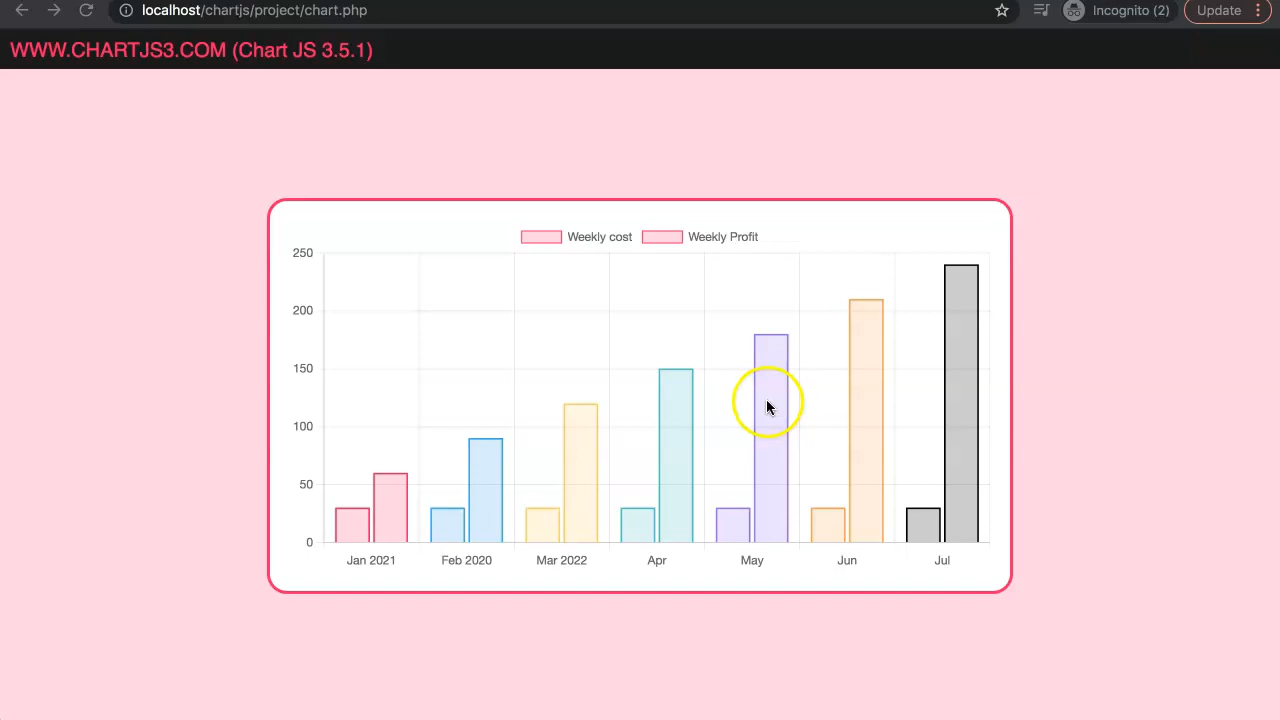 localhost/chartjs/project/chart.php Incognito (2) Update
WWW.CHARTJS3.COM (Chart JS 3.5.1)
Weekly cost Weekly Profit
250
200
150
100
50
0
Jan 2021 Feb 2020 Mar 2022 Apr May Jun Jul